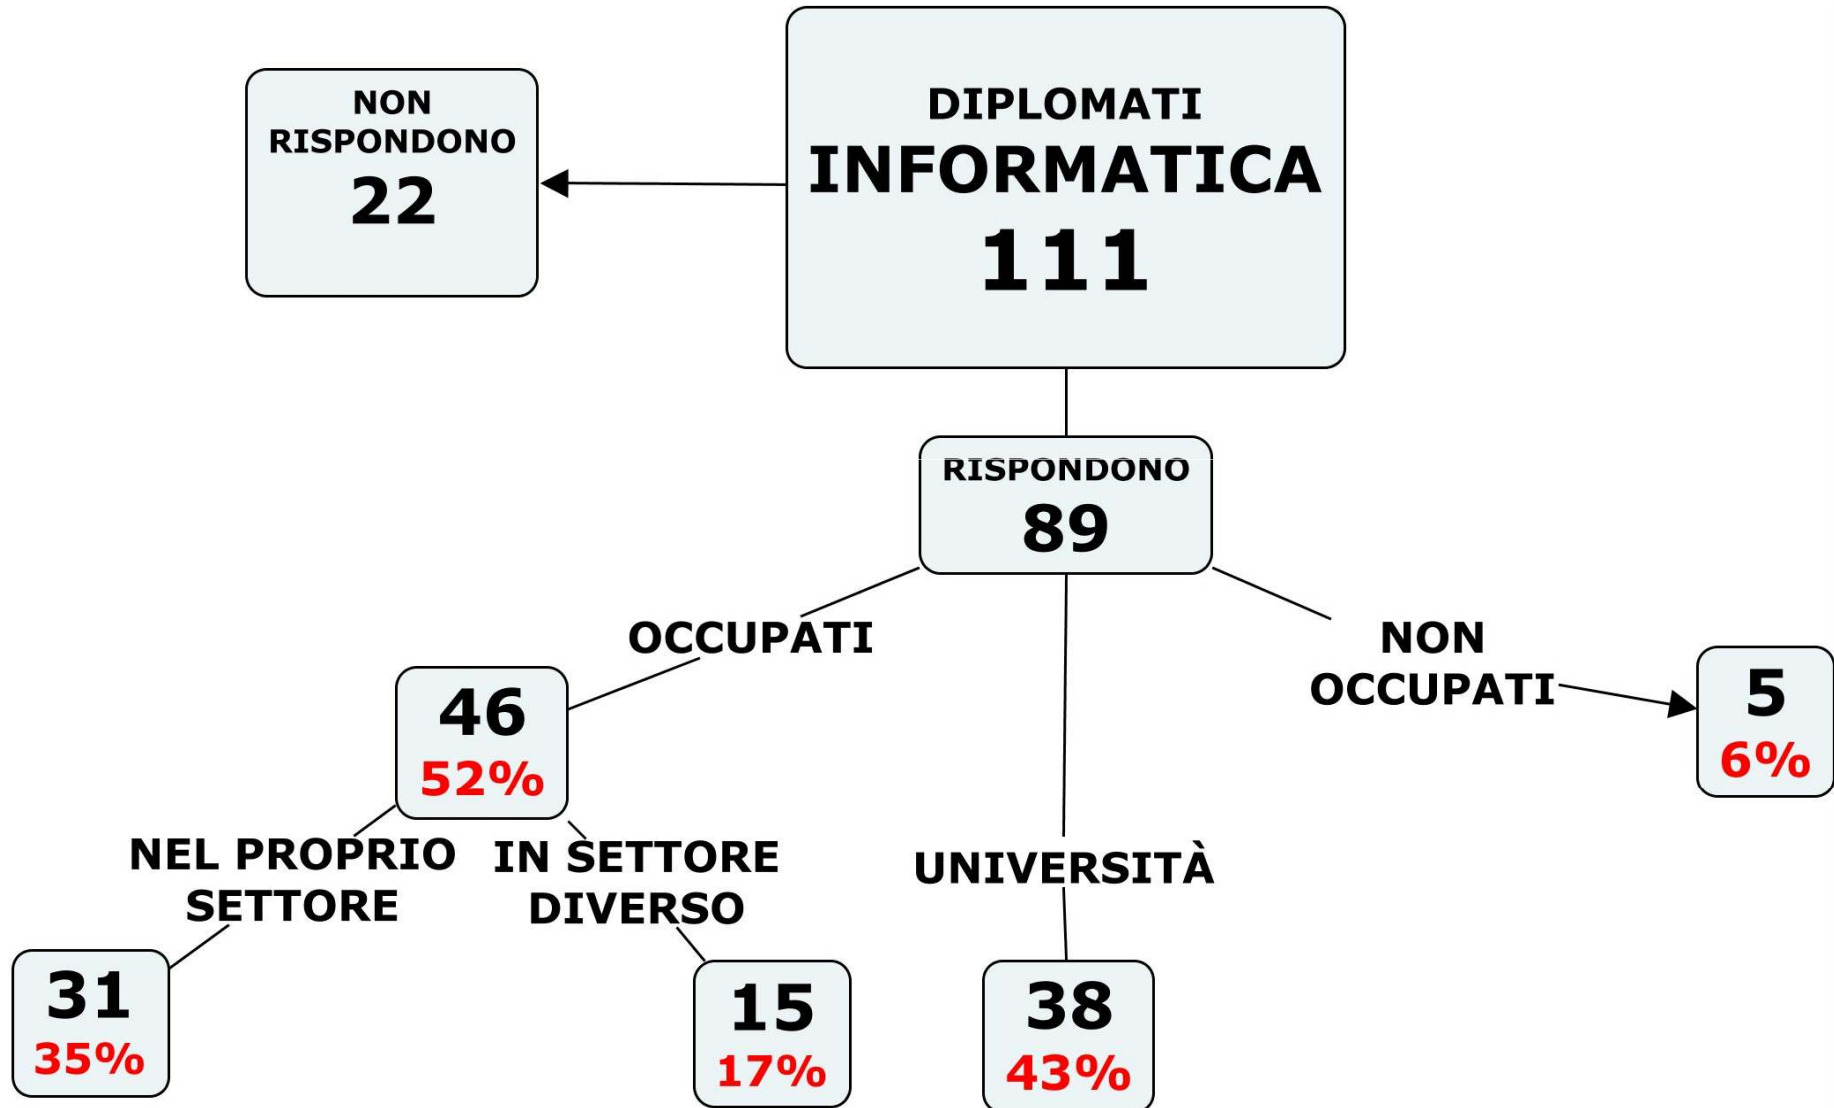 NON
RISPONDONO
22
DIPLOMATI
INFORMATICA
111
RISPONDONO
89
OCCUPATI
NON
OCCUPATI
46
52%
5
6%
NEL PROPRIO
SETTORE
IN SETTORE
DIVERSO
UNIVERSITÀ
31
35%
15
17%
38
43%